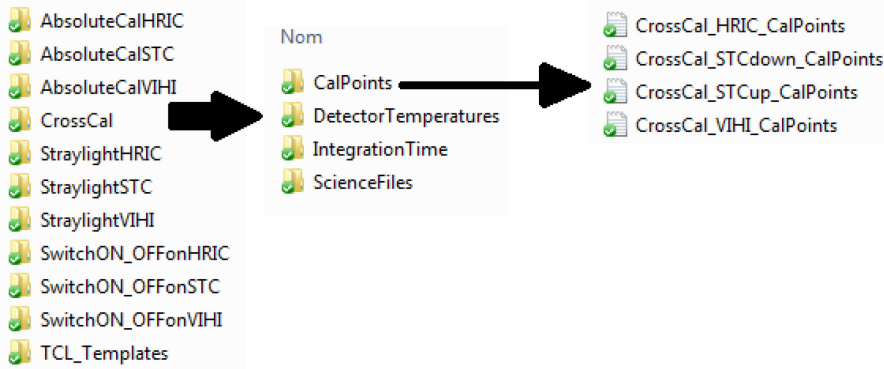 AbsoluteCalHRIC
AbsoluteCalSTC
AbsoluteCalVIHI
CrossCal
StraylightHRIC
StraylightSTC
StraylightVIHI
SwitchON_OFFonHRIC
SwitchON_OFFonSTC
SwitchON_OFFonVIHI
TCL_Templates
Nom
CalPoints
DetectorTemperatures
IntegrationTime
ScienceFiles
CrossCal_HRIC_CalPoints
CrossCal_STCdown_CalPoints
CrossCal_STCup_CalPoints
CrossCal_VIHI_CalPoints